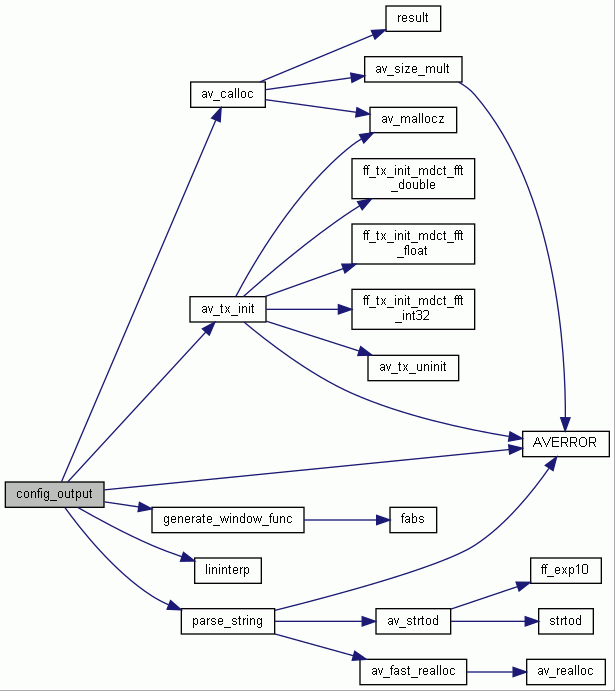 result
av_size_mult
av_calloc
av_mallocz
ff_tx_init_mdct_fft
_double
ff_tx_init_mdct_fft
_float
av_tx_init
ff_tx_init_mdct_fft
_int32
av_tx_uninit
AVERROR
config_output
generate_window_func
fabs
lininterp
ff_exp10
parse_string
av_strtod
strtod
av_fast_realloc
av_realloc